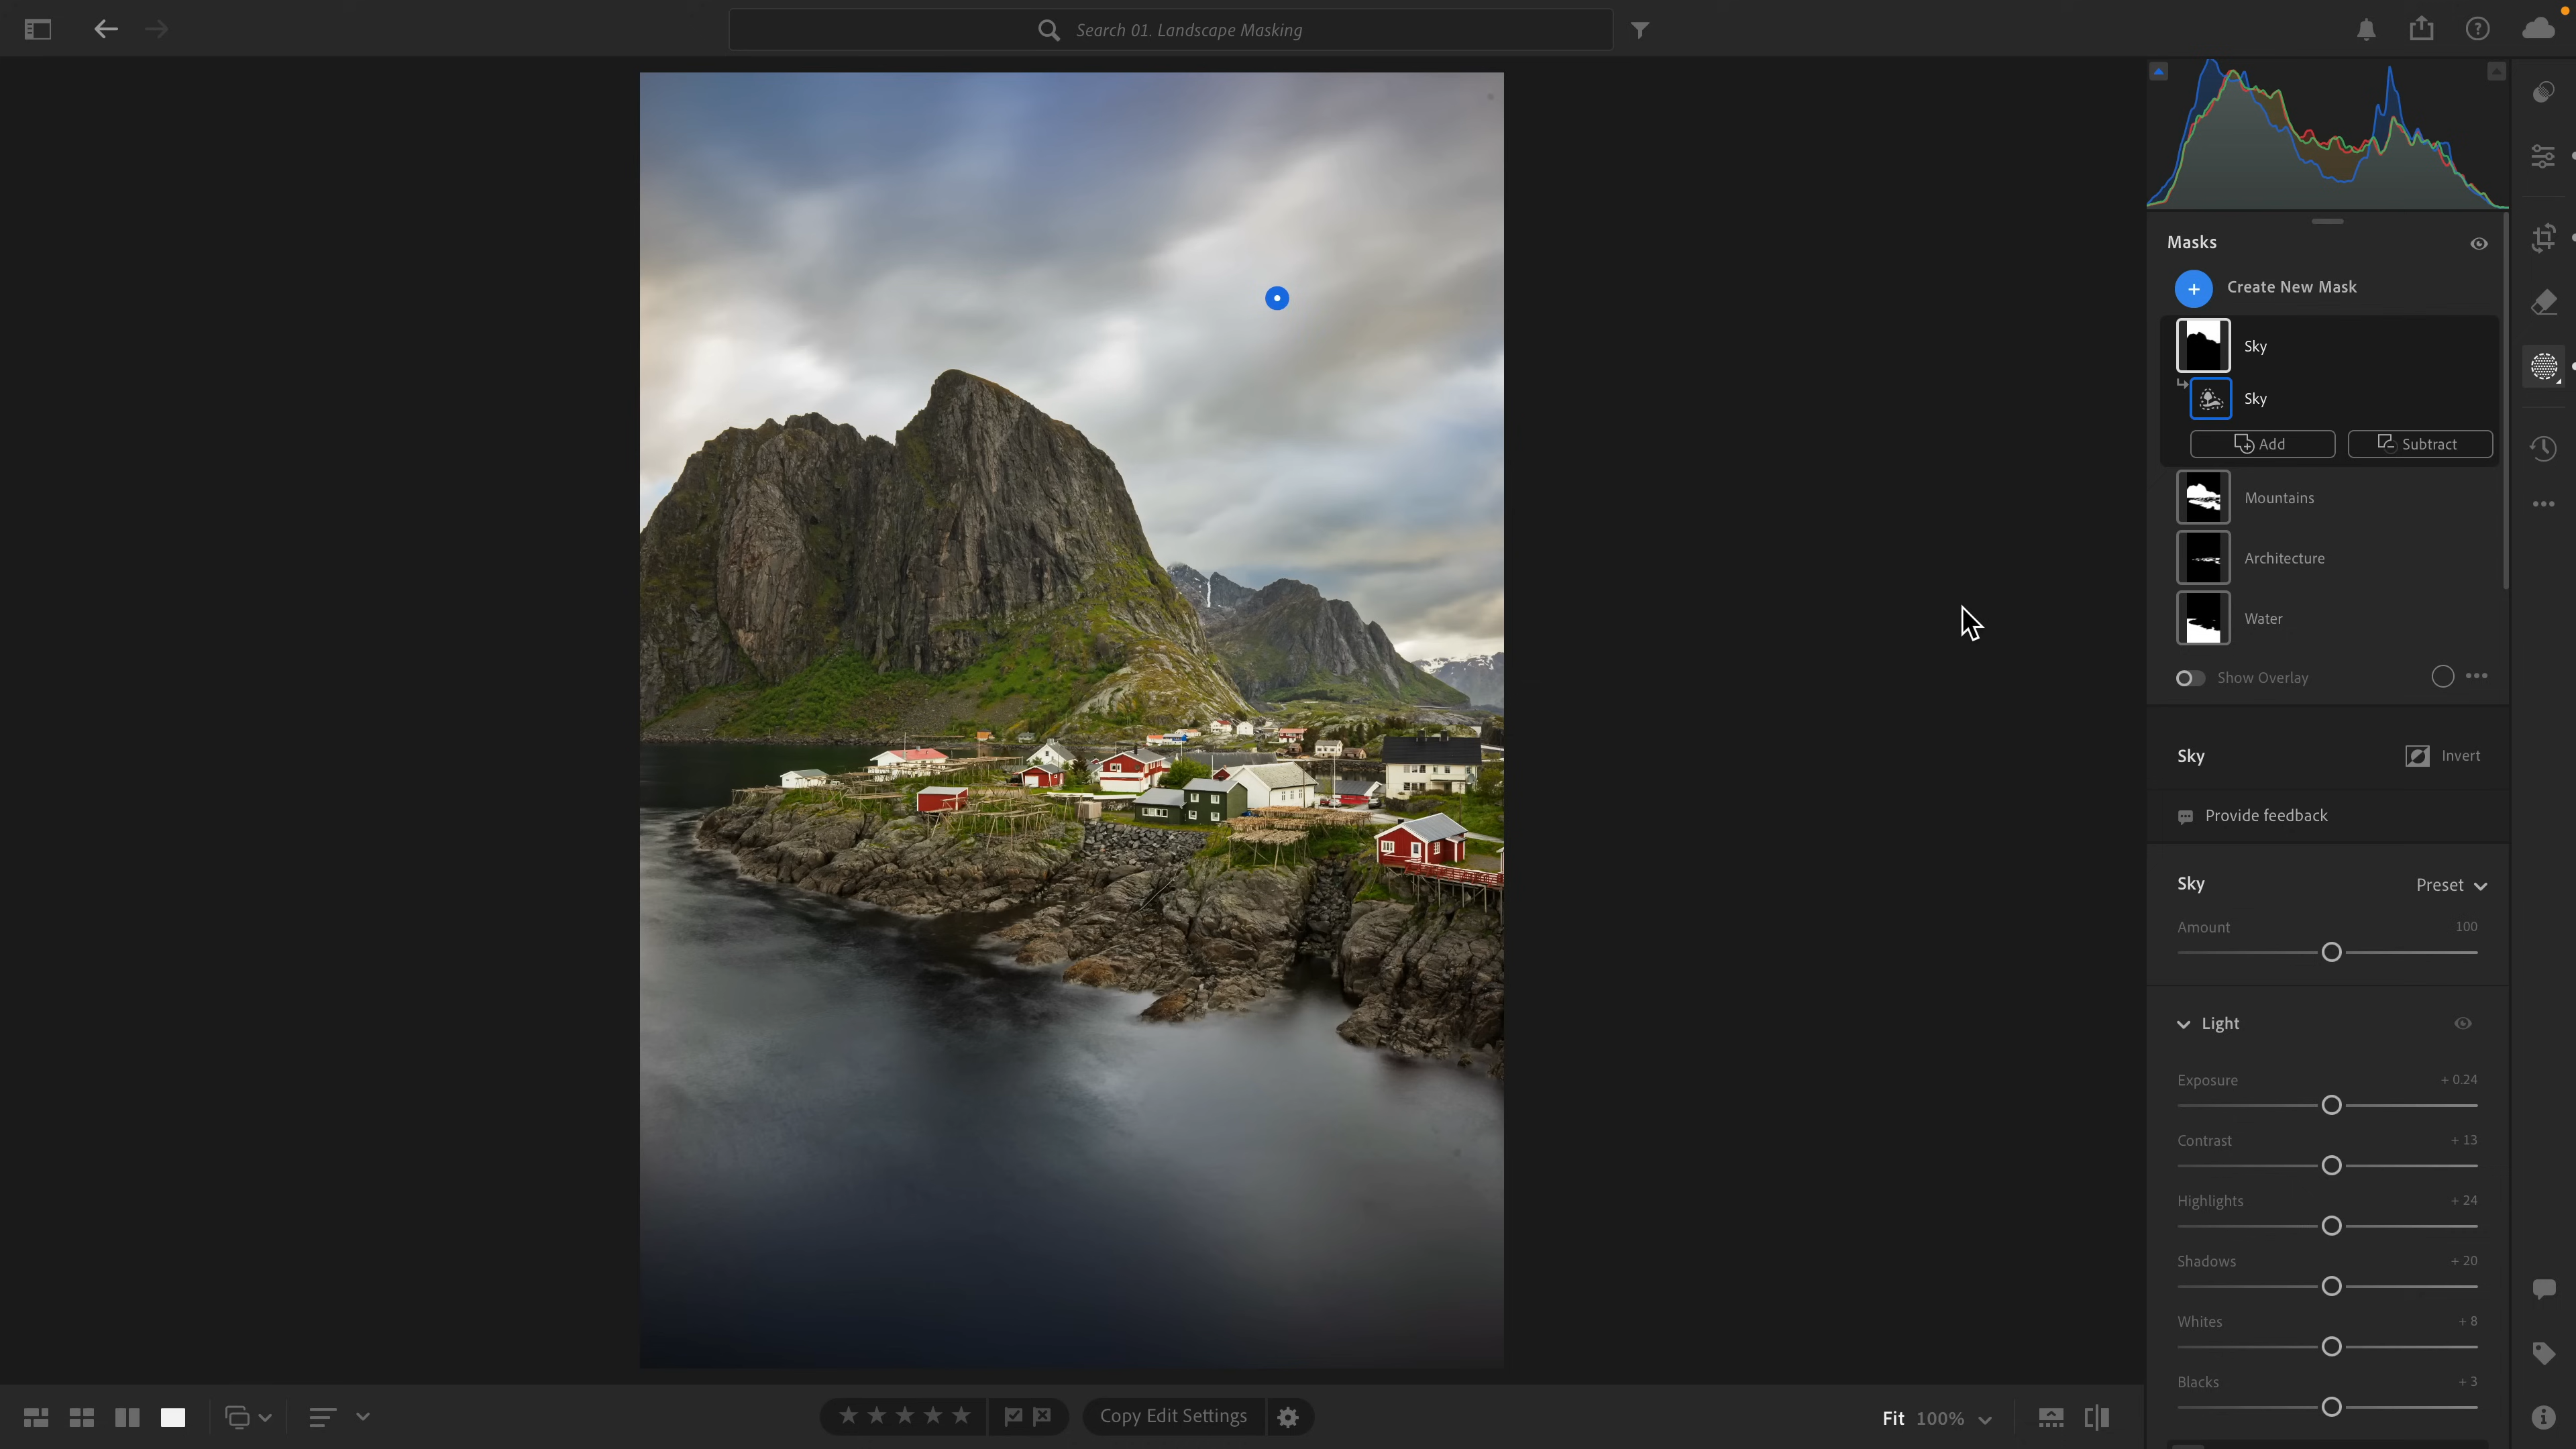 Search 01. Landscape Masking
Masks
Create New Mask
Sky
Sky
Add Subtract
Mountains
Architecture
Water
Show Overlay
Sky Invert
Provide feedback
Sky Preset
Amount 100
Light
Exposure + 0.24
Contrast + 13
Highlights + 24
Shadows + 20
Whites + 8
Blacks + 3
Copy Edit Settings
Fit 100%